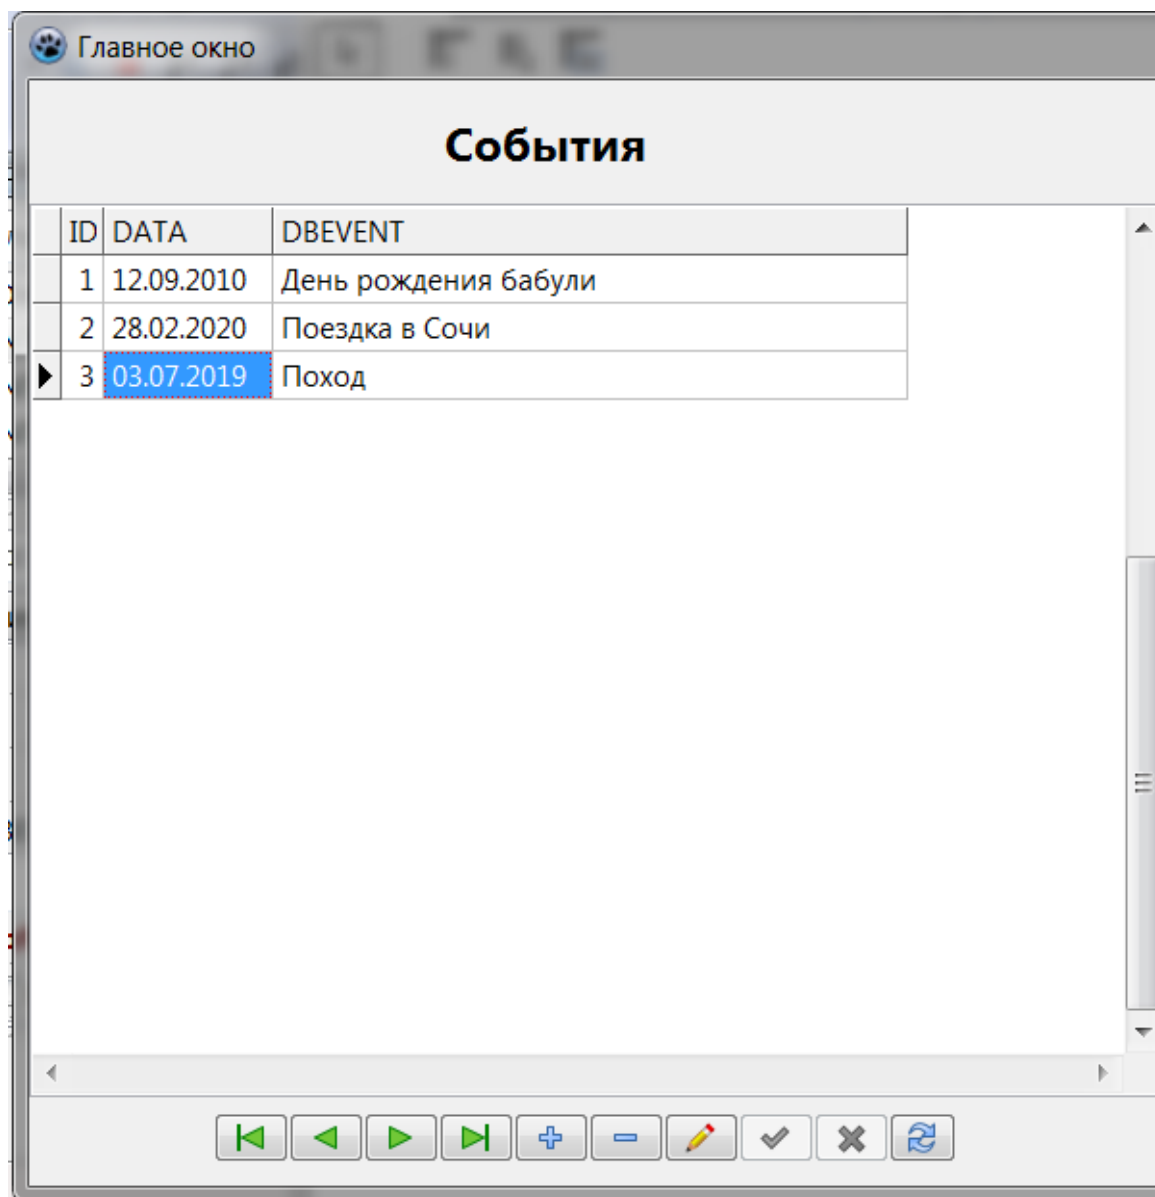 Главное окно
События
ID DATA DBEVENT
1 12.09.2010 День рождения бабули
2 28.02.2020 Поездка в Сочи
3 03.07.2019 Поход